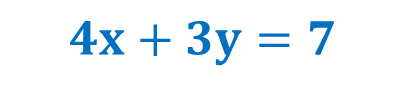 4x + 3y = 7